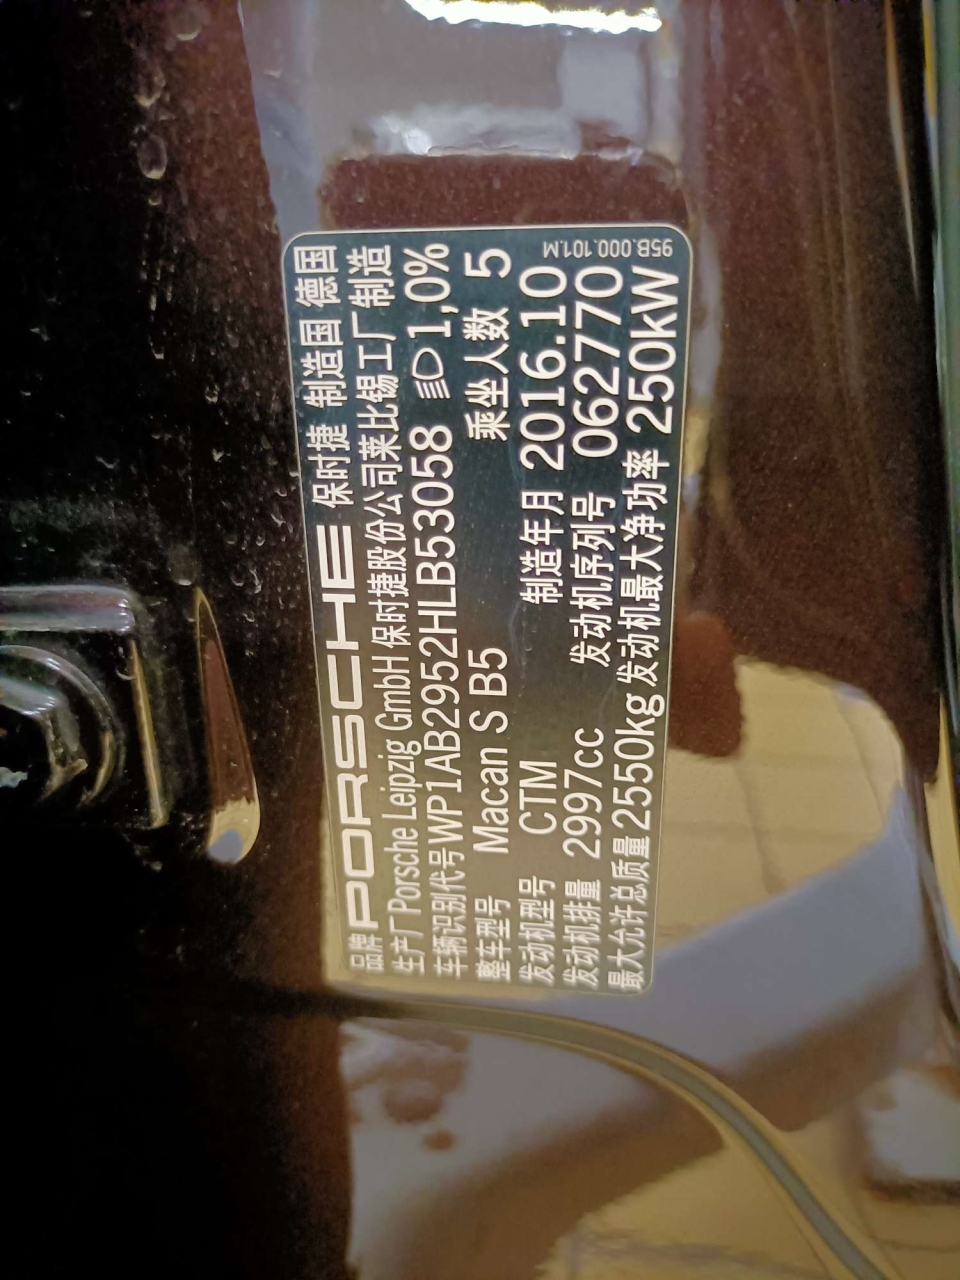 品牌 PORSCHE 保时捷 制造国 德国
生产厂 Porsche Leipzig GmbH 保时捷股份公司莱比锡工厂 制造
车辆识别代号 WP1AB2952HLB53058 1,0%
整车型号 Macan S B5 乘坐人数 5
发动机型号 CTM 制造年月 2016.10
发动机排量 2997cc 发动机序列号 062770
最大允许总质量 2550kg 发动机最大净功率 250kW
95B.000.101.M